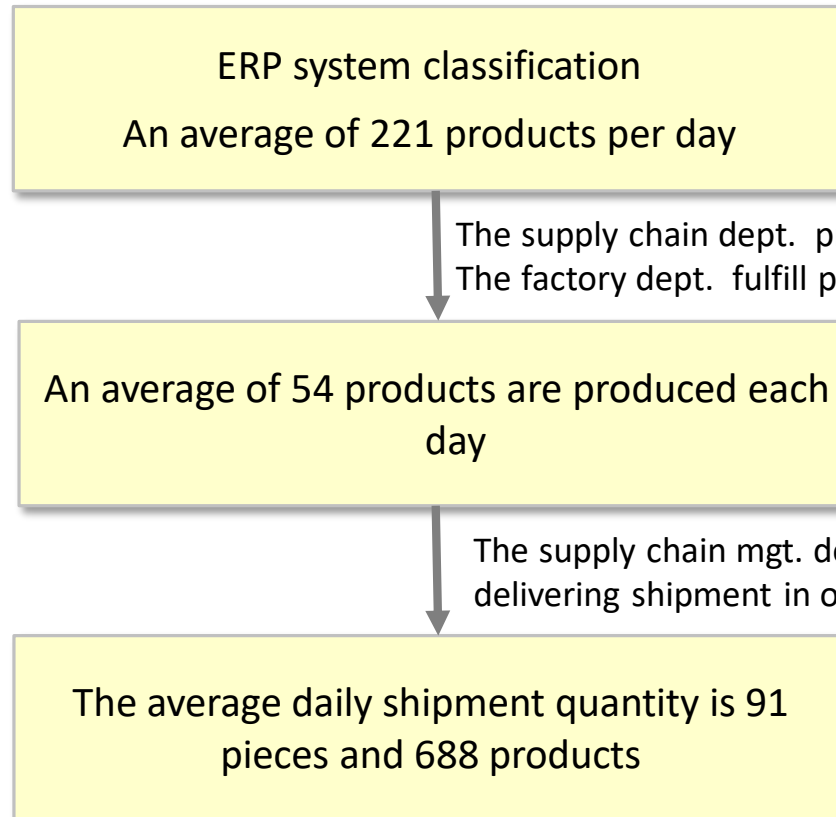 ERP system classification
An average of 221 products per day
The supply chain dept. p
The factory dept. fulfill p
An average of 54 products are produced each
day
The supply chain mgt. d
delivering shipment in o
The average daily shipment quantity is 91
pieces and 688 products